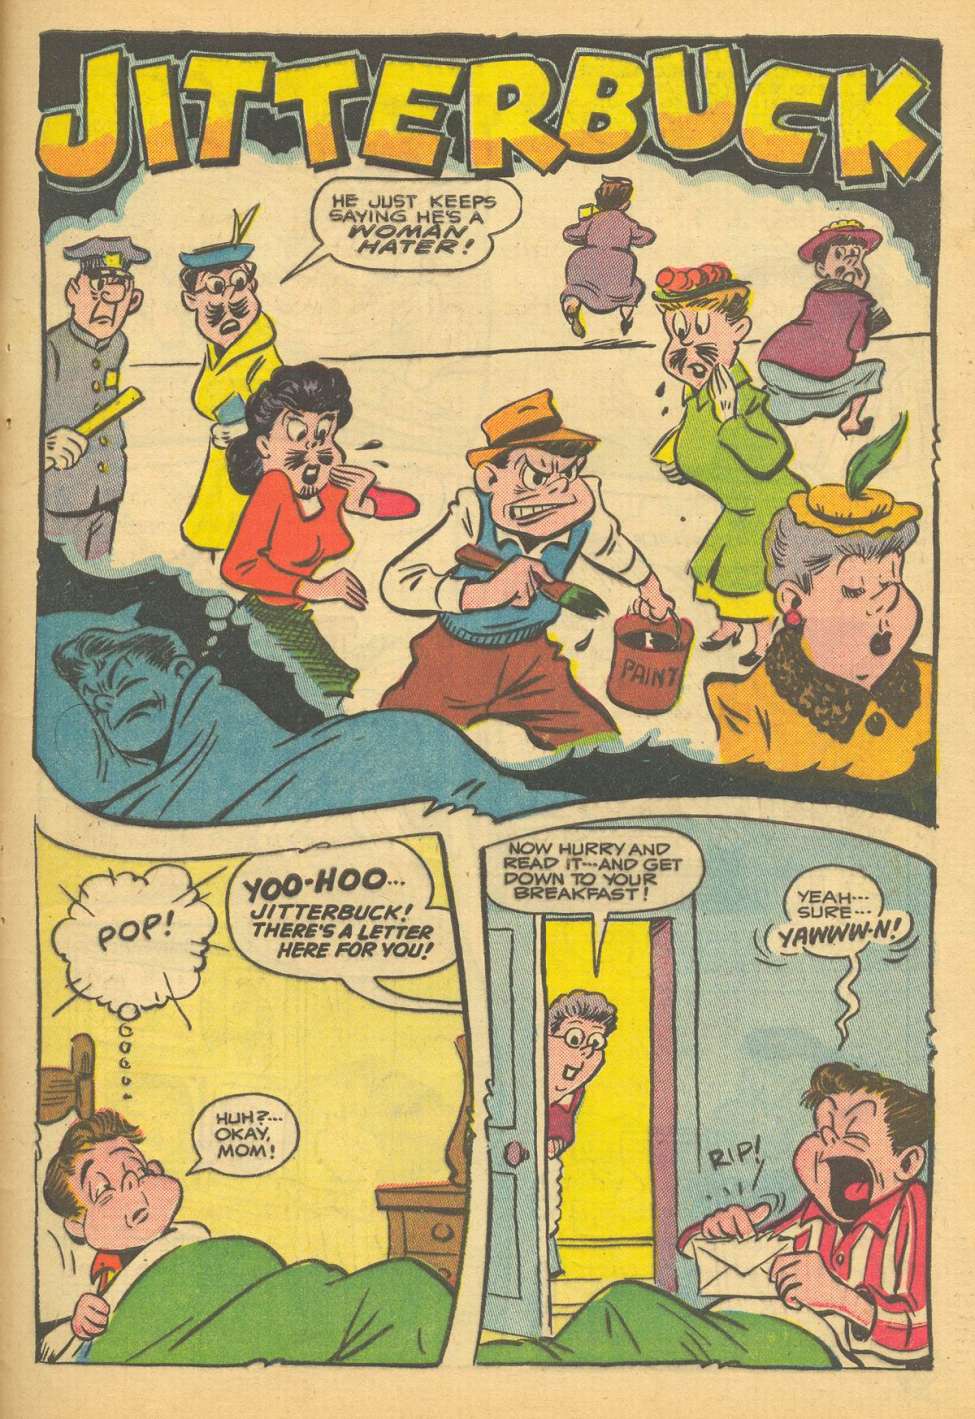 JITTERBUCK
HE JUST KEEPS
SAYING HE'S A
WOMAN
HATER!
PAINT
POP!
YOO-HOO...
JITTERBUCK!
THERE'S A LETTER
HERE FOR YOU!
HUH?...
OKAY,
MOM!
NOW HURRY AND
READ IT---AND GET
DOWN TO YOUR
BREAKFAST!
YEAH---
SURE---
YAWWW-N!
RIP!